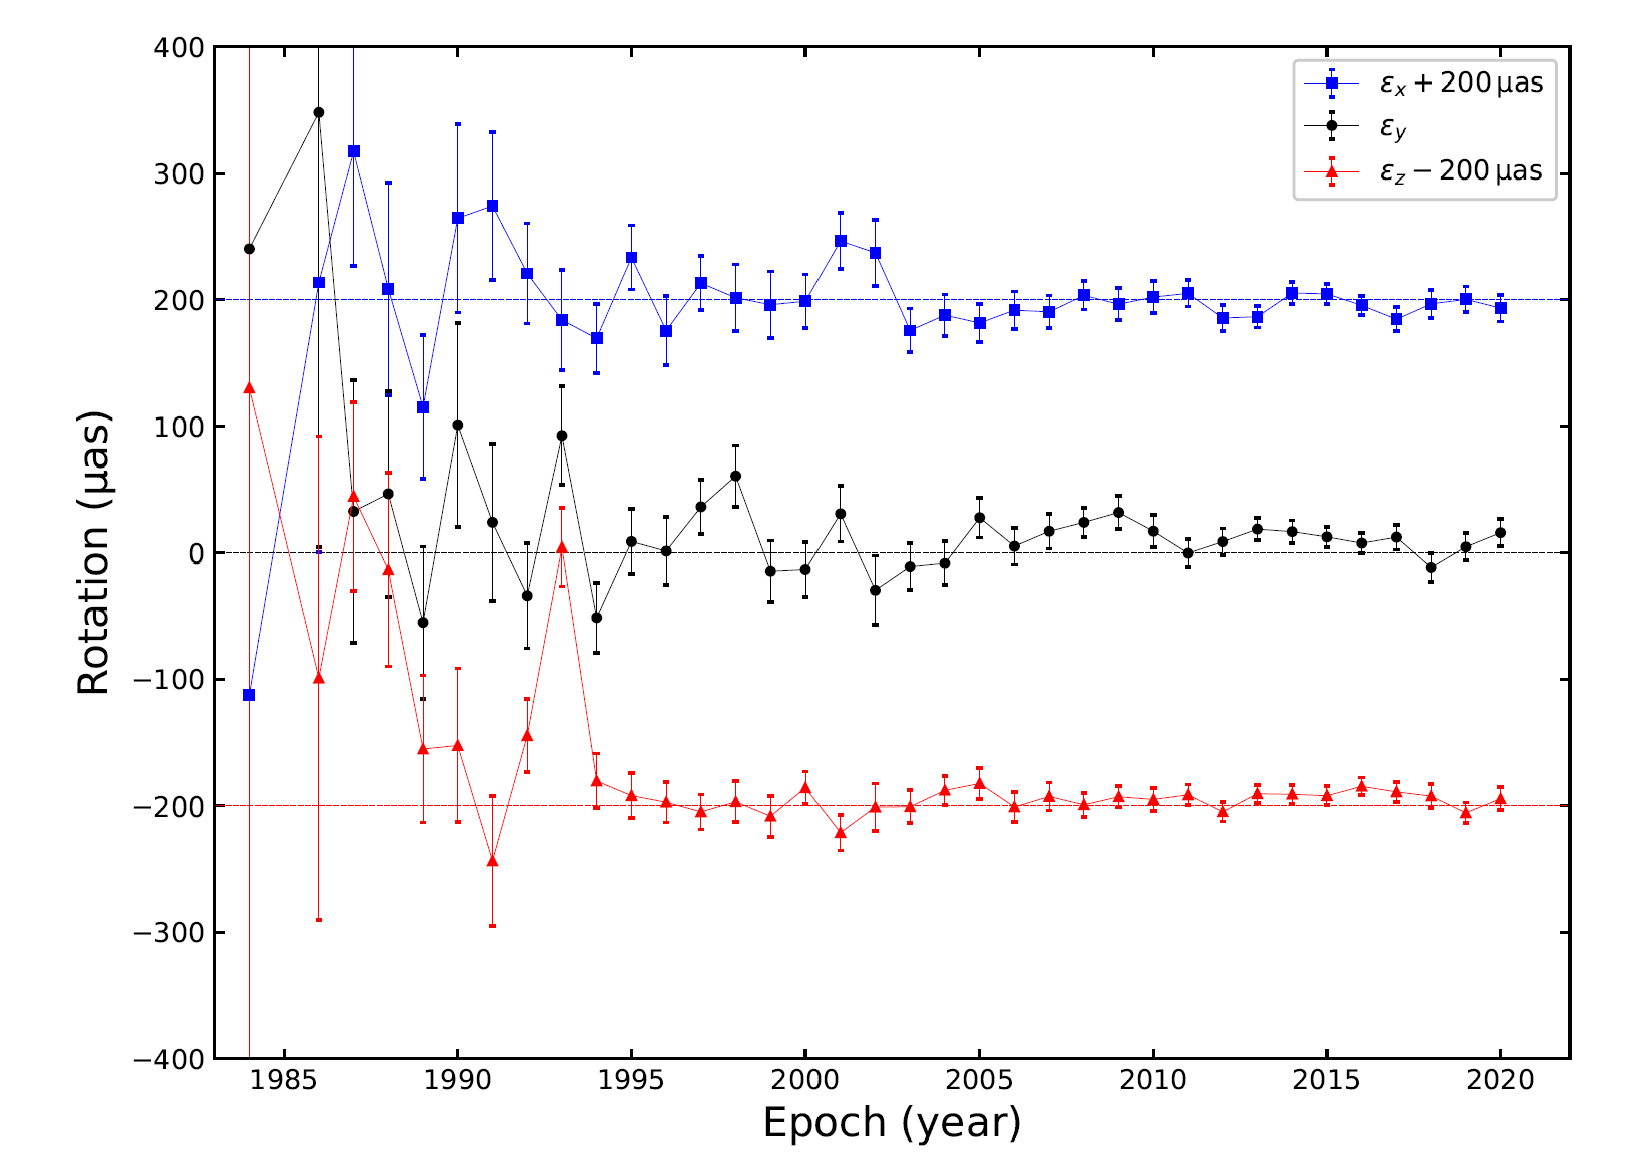 400
300
200
100
0
−100
−200
−300
−400
Rotation (μas)
εx + 200 μas
εy
εz − 200 μas
1985 1990 1995 2000 2005 2010 2015 2020
Epoch (year)